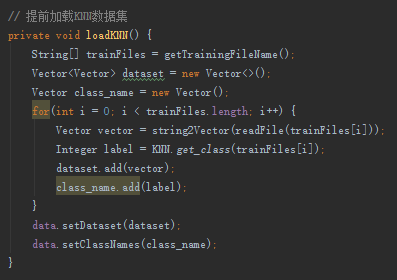 // 提前加载KNN数据集
private void loadKNN() {
String[] trainFiles = getTrainingFileName();
Vector<Vector> dataset = new Vector<>();
Vector class_name = new Vector();
for(int i = 0; i < trainFiles.length; i++) {
Vector vector = string2Vector(readFile(trainFiles[i]));
Integer label = KNN.get_class(trainFiles[i]);
dataset.add(vector);
class_name.add(label);
}
data.setDataset(dataset);
data.setClassNames(class_name);
}